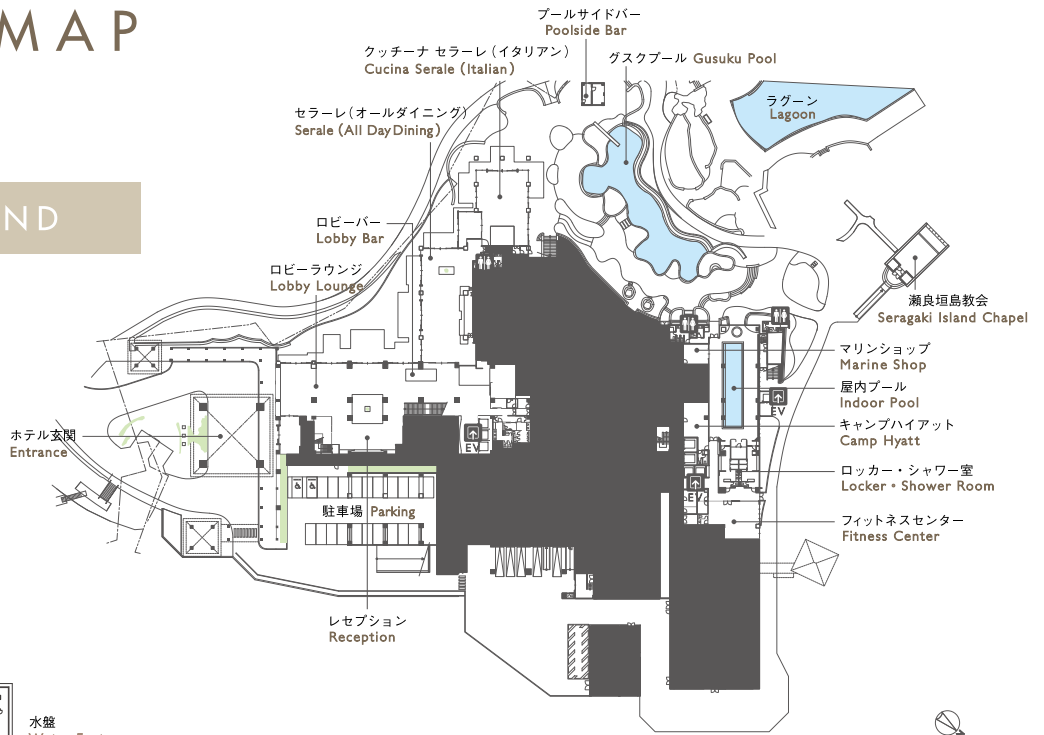 MAP
ND
プールサイドバー
Poolside Bar
クッチーナ セラーレ（イタリアン）
Cucina Serale (Italian)
グスクプール Gusuku Pool
ラグーン
Lagoon
セラーレ（オールダイニング）
Serale (All Day Dining)
ロビーバー
Lobby Bar
ロビーラウンジ
Lobby Lounge
瀬良垣島教会
Seragaki Island Chapel
マリンショップ
Marine Shop
屋内プール
Indoor Pool
EV
キャンプハイアット
Camp Hyatt
ホテル玄関
Entrance
EV
ロッカー・シャワー室
Locker・Shower Room
EV
駐車場 Parking
フィットネスセンター
Fitness Center
レセプション
Reception
水盤